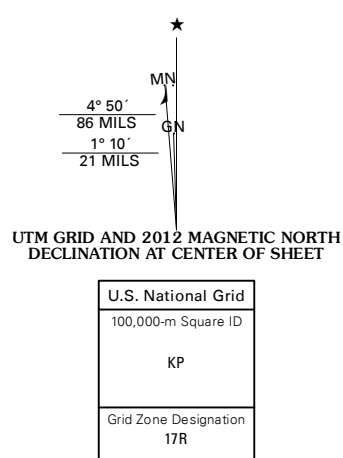 ★
MN
4° 50´
86 MILS
GN
1° 10´
21 MILS
UTM GRID AND 2012 MAGNETIC NORTH
DECLINATION AT CENTER OF SHEET
U.S. National Grid
100,000-m Square ID
KP
Grid Zone Designation
17R